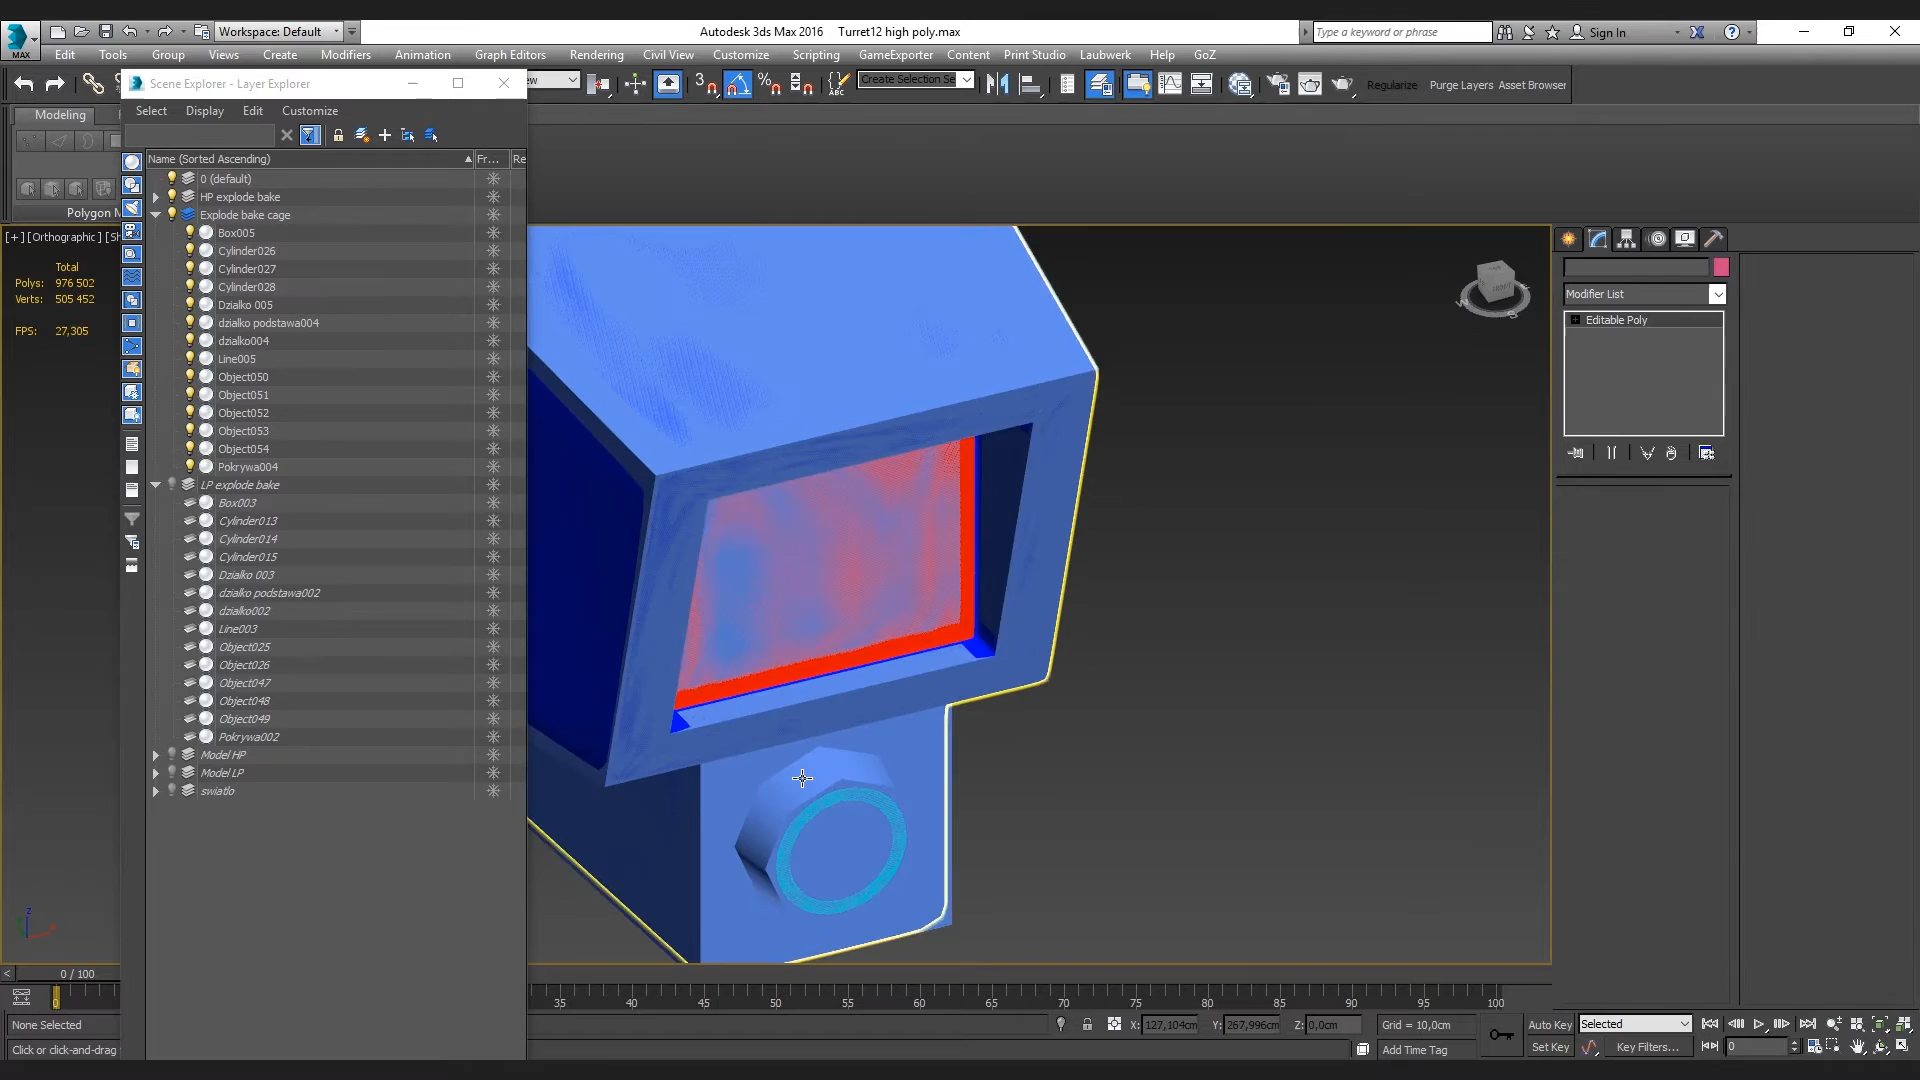 Workspace: Default
Autodesk 3ds Max 2016 Turret12 high poly.max
Type a keyword or phrase
Sign In
MAX
Edit Tools Group Views Create Modifiers Animation Graph Editors Rendering Civil View Customize Scripting GameExporter Content Print Studio Laubwerk Help GoZ
Scene Explorer - Layer Explorer
Create Selection Se
Regularize Purge Layers Asset Browser
Select Display Edit Customize
Modeling
Name (Sorted Ascending) Fr... Re
0 (default)
HP explode bake
Explode bake cage
Box005
Cylinder026
Cylinder027
Cylinder028
Dzialko 005
dzialko podstawa004
dzialko004
Line005
Object050
Object051
Object052
Object053
Object054
Pokrywa004
LP explode bake
Box003
Cylinder013
Cylinder014
Cylinder015
Dzialko 003
dzialko podstawa002
dzialko002
Line003
Object025
Object026
Object047
Object048
Object049
Pokrywa002
Model HP
Model LP
swiatlo
Polygon M
[+] [Orthographic] [Sh
Total
Polys: 976 502
Verts: 505 452
FPS: 27,305
Modifier List
Editable Poly
FRONT
0 / 100
0 35 40 45 50 55 60 65 70 75 80 85 90 95 100
None Selected
X: 127,104cm Y: 267,996cm Z: 0,0cm Grid = 10,0cm
Auto Key Selected
Click or click-and-drag
Add Time Tag
Set Key Key Filters... 0